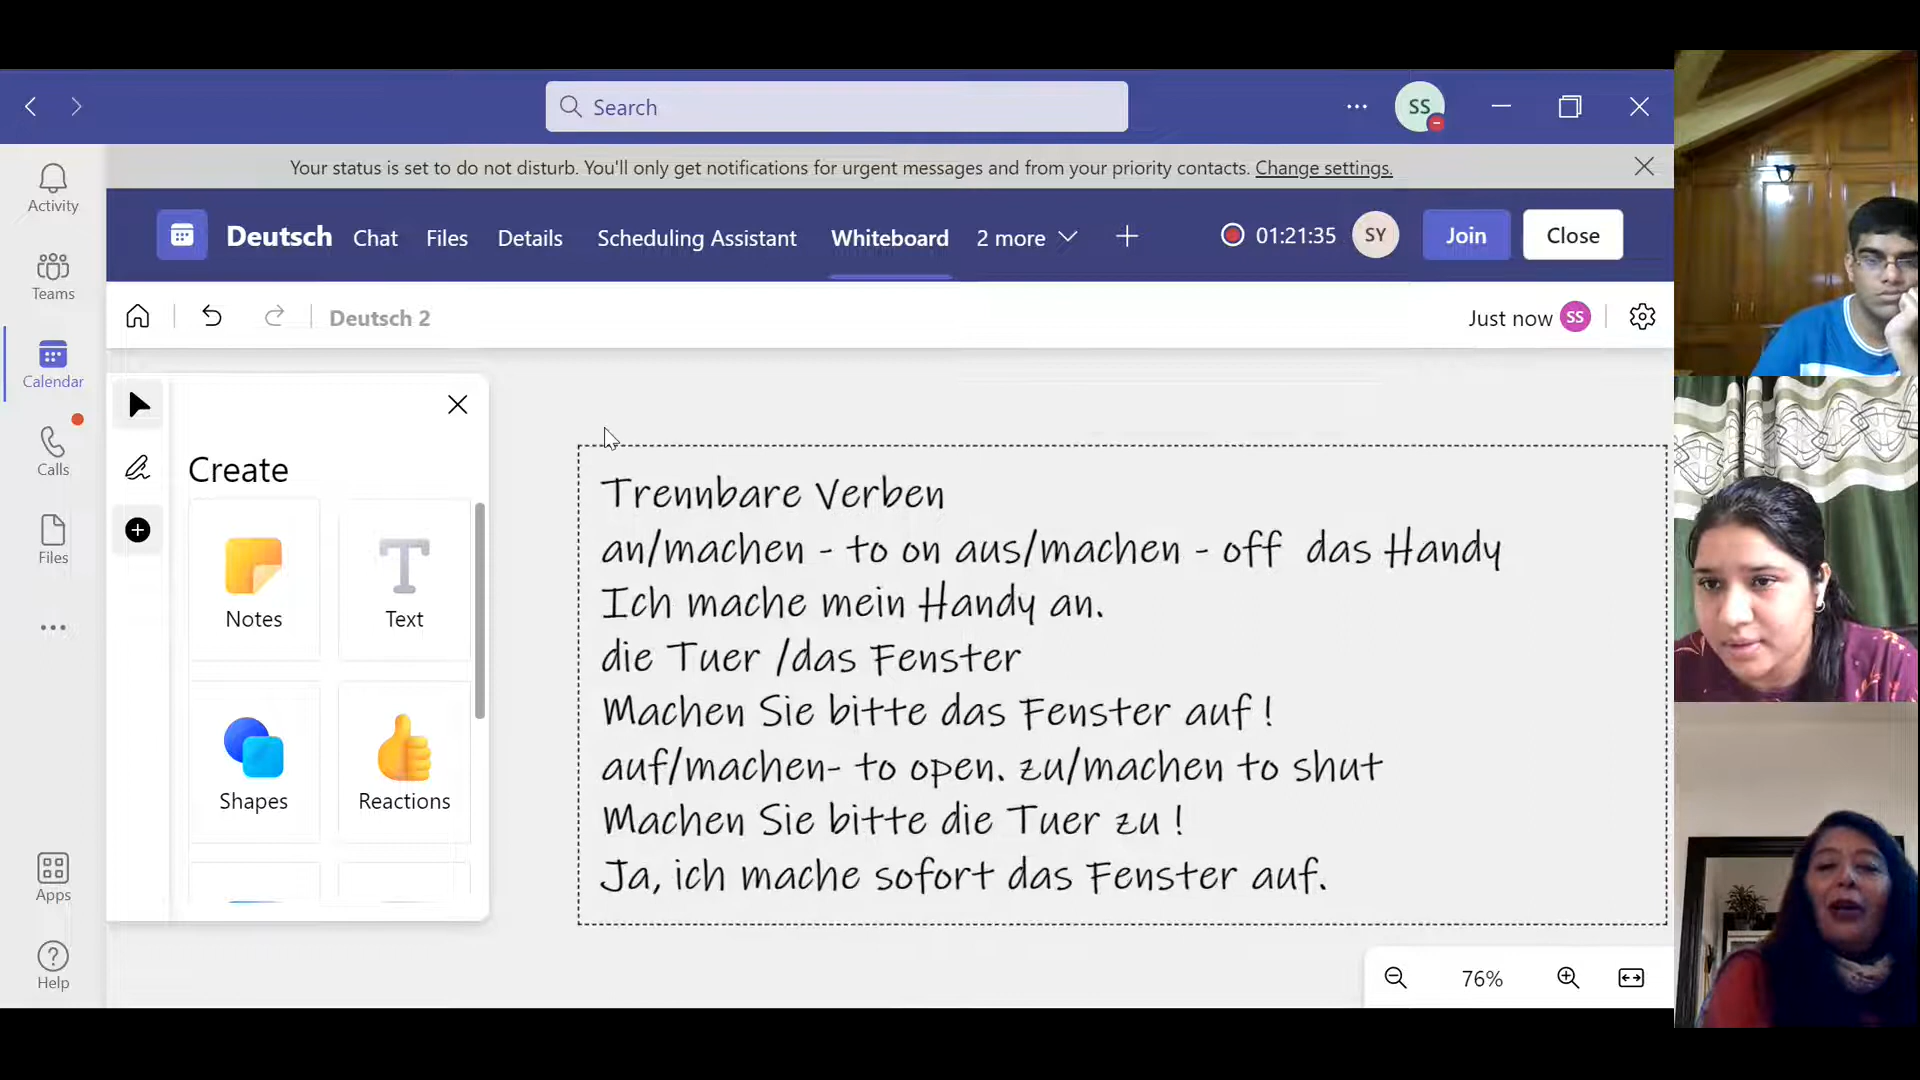 Search
SS
Your status is set to do not disturb. You'll only get notifications for urgent messages and from your priority contacts. Change settings.
Activity
Teams
Calendar
Calls
Files
Apps
Help
Deutsch Chat Files Details Scheduling Assistant Whiteboard 2 more 01:21:35 SY Join Close
Deutsch 2
Just now SS
Create
Notes
Text
Shapes
Reactions
Trennbare Verben
an/machen - to on aus/machen - off das Handy
Ich mache mein Handy an.
die Tuer /das Fenster
Machen Sie bitte das Fenster auf !
auf/machen- to open. zu/machen to shut
Machen Sie bitte die Tuer zu !
Ja, ich mache sofort das Fenster auf.
76%